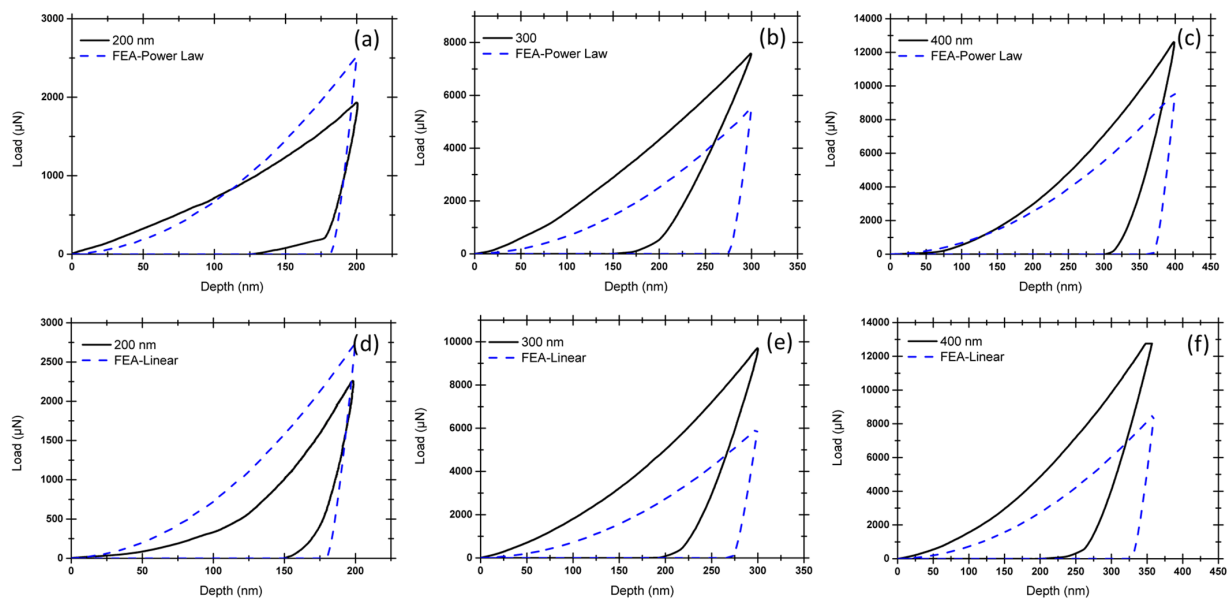 (a)
200 nm
FEA-Power Law
3000
2000
1000
0
Load (µN)
0 50 100 150 200
Depth (nm)
(b)
300
FEA-Power Law
8000
6000
4000
2000
0
Load (µN)
0 50 100 150 200 250 300 350
Depth (nm)
(c)
400 nm
FEA-Power Law
14000
12000
10000
8000
6000
4000
2000
0
Load (µN)
0 50 100 150 200 250 300 350 400 450
Depth (nm)
(d)
200 nm
FEA-Linear
3000
2500
2000
1500
1000
500
0
Load (µN)
0 50 100 150 200
Depth (nm)
(e)
300 nm
FEA-Linear
10000
8000
6000
4000
2000
0
Load (µN)
0 50 100 150 200 250 300 350
Depth (nm)
(f)
400 nm
FEA-Linear
14000
12000
10000
8000
6000
4000
2000
0
Load (µN)
0 50 100 150 200 250 300 350 400 450
Depth (nm)